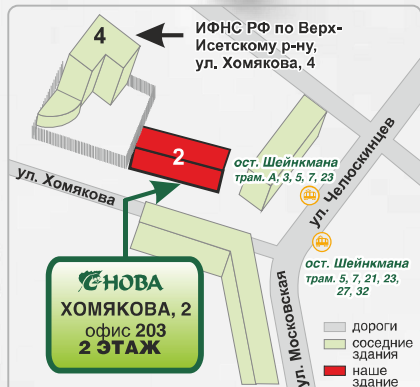 4
ИФНС РФ по Верх-
Исетскому р-ну,
ул. Хомякова, 4
2
ост. Шейнкмана
трам. А, 3, 5, 7, 23
ул. Челюскинцев
ул. Хомякова
ост. Шейнкмана
трам. 5, 7, 21, 23,
27, 32
НОВА
ХОМЯКОВА, 2
офис 203
2 ЭТАЖ
ул. Московская
дороги
соседние
здания
наше
здание